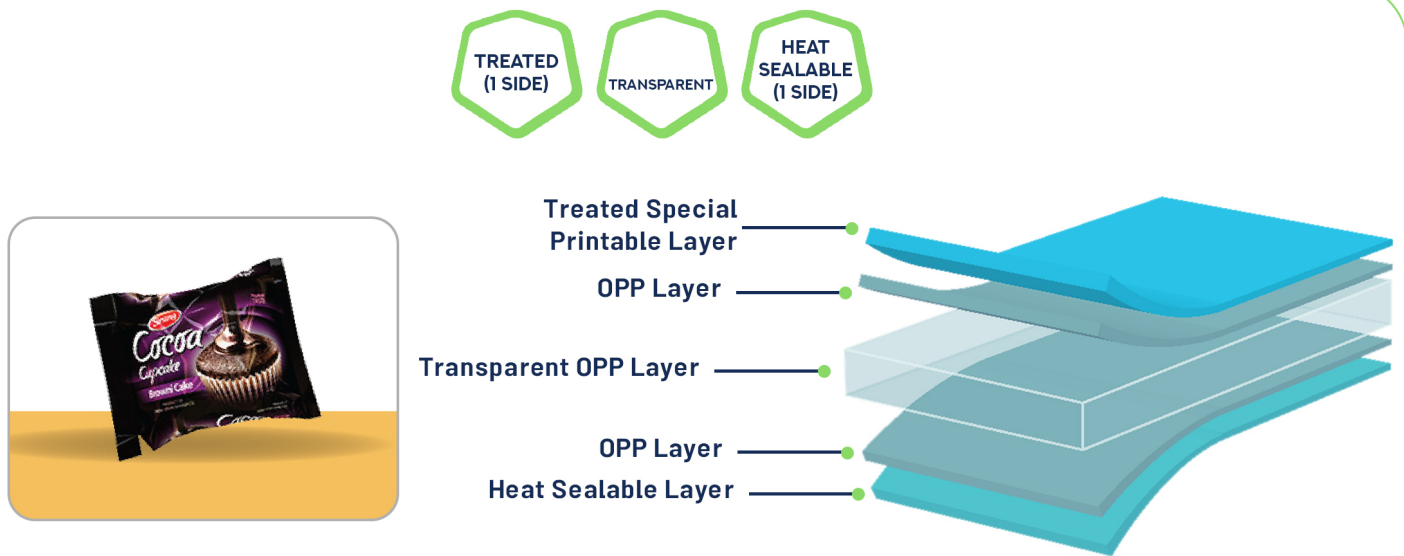 TREATED
(1 SIDE)
TRANSPARENT
HEAT
SEALABLE
(1 SIDE)
Treated Special
Printable Layer
OPP Layer
Transparent OPP Layer
OPP Layer
Heat Sealable Layer
Cocoa
Cupcake
Browni Cake